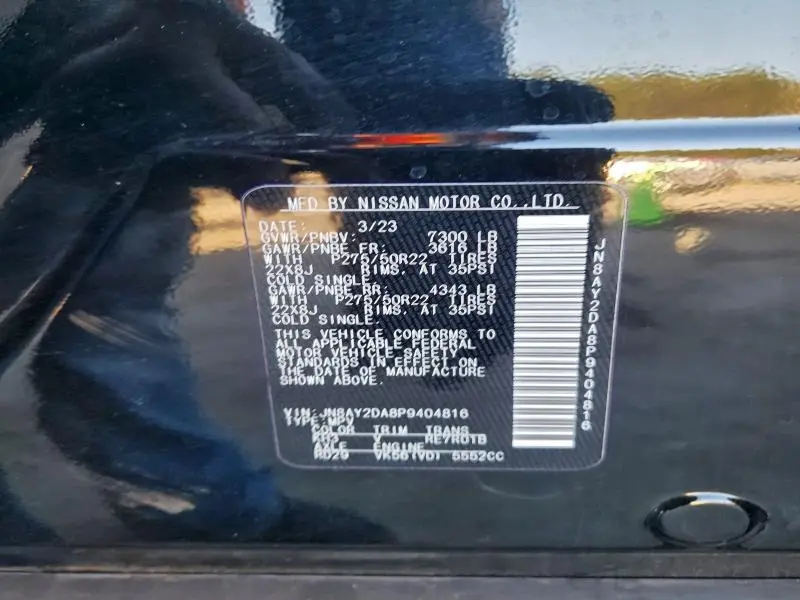 MFD BY NISSAN MOTOR CO.,LTD.
DATE: 3/23
GVWR/PNBV: 7300 LB
GAWR/PNBE FR: 3616 LB
WITH P275/50R22 TIRES
22X8J RIMS. AT 35PSI
COLD SINGLE.
GAWR/PNBE RR: 4343 LB
WITH P275/50R22 TIRES
22X8J RIMS. AT 35PSI
COLD SINGLE.
THIS VEHICLE CONFORMS TO
ALL APPLICABLE FEDERAL
MOTOR VEHICLE SAFETY
STANDARDS IN EFFECT ON
THE DATE OF MANUFACTURE
SHOWN ABOVE.
VIN: JN8AY2DA8P9404816
TYPE: MPV
COLOR TRIM TRANS
KH3 RE7R01B
AXLE ENGINE
RD29 VK56(VD) 5552CC
JN8AY2DA8P9404816